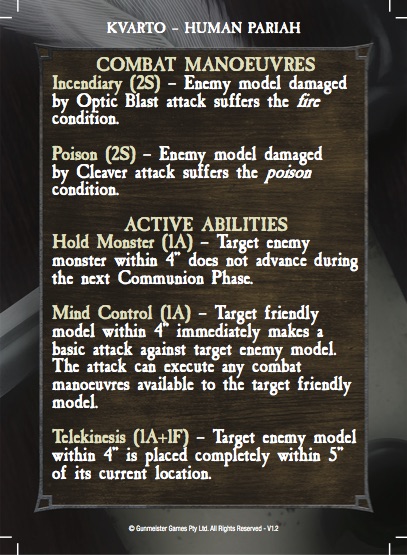 KVARTO – HUMAN PARIAH
COMBAT MANOEUVRES
Incendiary (2S) – Enemy model damaged
by Optic Blast attack suffers the fire
condition.
Poison (2S) – Enemy model damaged
by Cleaver attack suffers the poison
condition.
ACTIVE ABILITIES
Hold Monster (1A) – Target enemy
monster within 4" does not advance during
the next Communion Phase.
Mind Control (1A) – Target friendly
model within 4" immediately makes a
basic attack against target enemy model.
The attack can execute any combat
manoeuvres available to the target friendly
model.
Telekinesis (1A+1F) – Target enemy model
within 4" is placed completely within 5"
of its current location.
© Gunmeister Games Pty Ltd. All Rights Reserved - V1.2